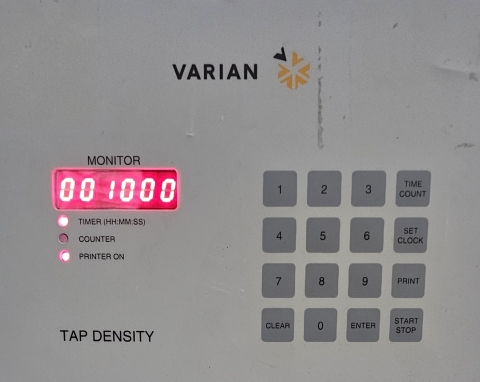 VARIAN
MONITOR
001000
TIMER (HH:MM:SS)
COUNTER
PRINTER ON
TAP DENSITY
1 2 3 TIME COUNT
4 5 6 SET CLOCK
7 8 9 PRINT
CLEAR 0 ENTER START STOP